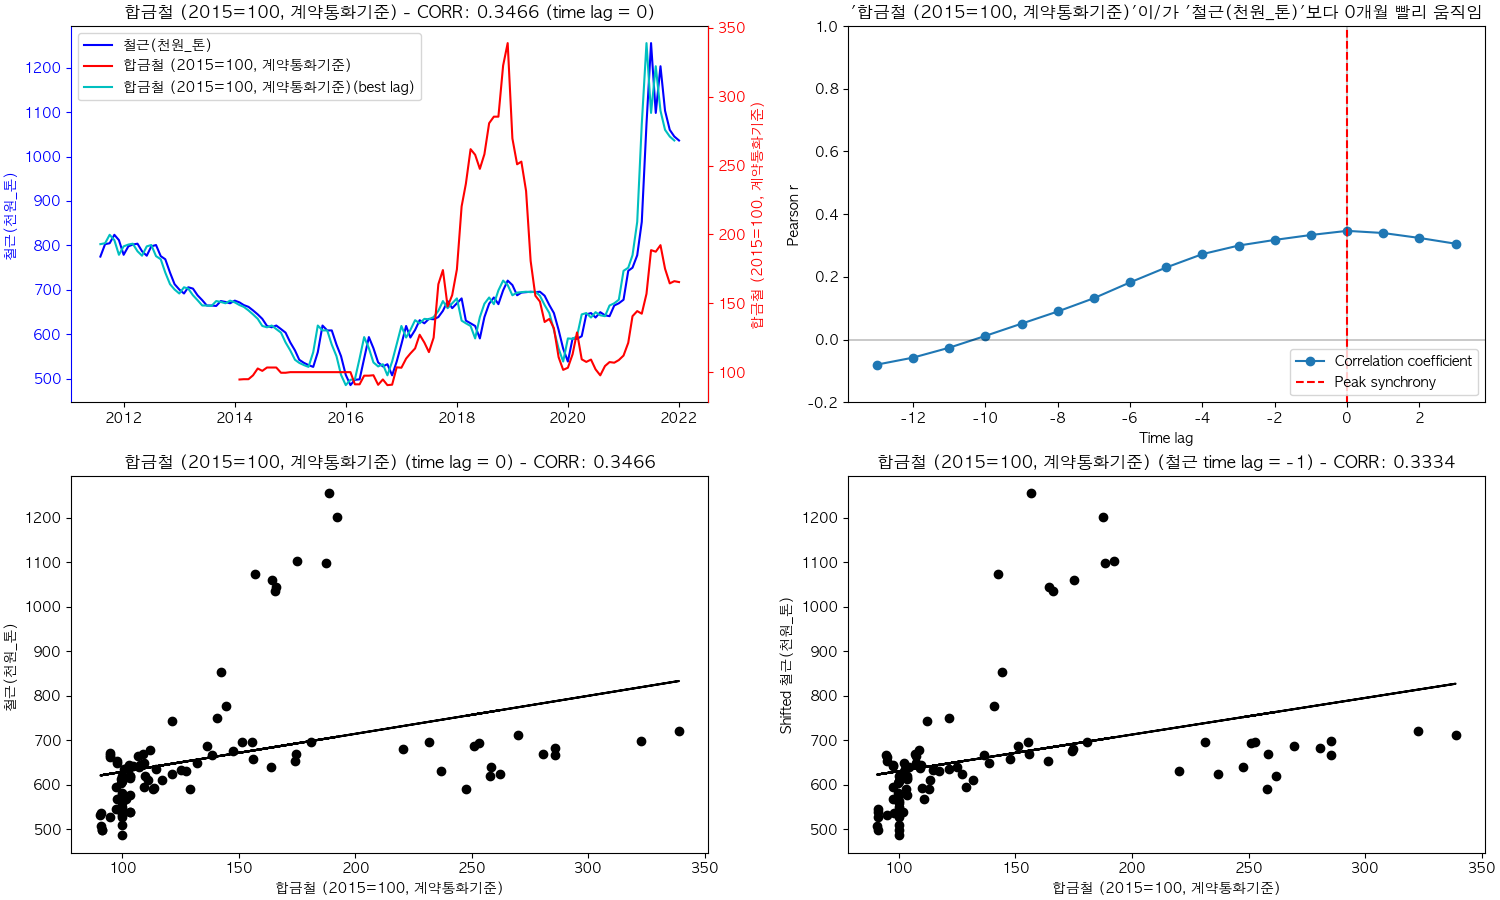 합금철 (2015=100, 계약통화기준) - CORR: 0.3466 (time lag = 0)
철근(천원_톤)
합금철 (2015=100, 계약통화기준)
합금철 (2015=100, 계약통화기준)(best lag)
1200
1100
1000
900
800
700
600
500
철근(천원_톤)
350
300
250
200
150
100
합금철 (2015=100, 계약통화기준)
2012 2014 2016 2018 2020 2022
'합금철 (2015=100, 계약통화기준)'이/가 '철근(천원_톤)'보다 0개월 빨리 움직임
1.0
0.8
0.6
0.4
0.2
0.0
-0.2
Pearson r
Correlation coefficient
Peak synchrony
-12 -10 -8 -6 -4 -2 0 2
Time lag
합금철 (2015=100, 계약통화기준) (time lag = 0) - CORR: 0.3466
1200
1100
1000
900
800
700
600
500
철근(천원_톤)
100 150 200 250 300 350
합금철 (2015=100, 계약통화기준)
합금철 (2015=100, 계약통화기준) (철근 time lag = -1) - CORR: 0.3334
1200
1100
1000
900
800
700
600
500
Shifted 철근(천원_톤)
100 150 200 250 300 350
합금철 (2015=100, 계약통화기준)